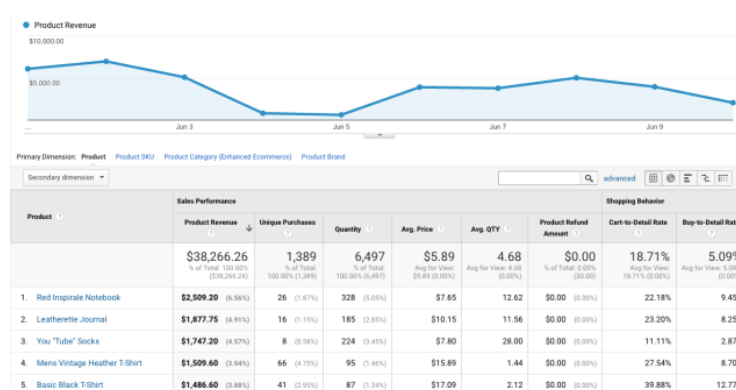 Product Revenue
$10,000.00
$5,000.00
... Jun 3 Jun 5 Jun 7 Jun 9
Primary Dimension: Product Product SKU Product Category (Enhanced Ecommerce) Product Brand
Secondary dimension advanced
Product Sales Performance Shopping Behavior
Product Revenue Unique Purchases Quantity Avg. Price Avg. QTY Product Refund Amount Cart-to-Detail Rate Buy-to-Detail Rat
$38,266.26 1,389 6,497 $5.89 4.68 $0.00 18.71% 5.09%
% of Total: 100.00% % of Total: % of Total: Avg for View: Avg for View: 4.68 % of Total: 0.00% Avg for View: Avg for View: 5.09
($38,266.26) 100.00% (1,389) 100.00% (6,497) $5.89 (0.00%) (0.00%) ($0.00) 18.71% (0.00%) (0.00%
1. Red Inspirale Notebook $2,509.20 (6.56%) 26 (1.87%) 328 (5.05%) $7.65 12.62 $0.00 (0.00%) 22.18% 9.45
2. Leatherette Journal $1,877.75 (4.91%) 16 (1.15%) 185 (2.85%) $10.15 11.56 $0.00 (0.00%) 23.20% 8.25
3. You "Tube" Socks $1,747.20 (4.57%) 8 (0.58%) 224 (3.45%) $7.80 28.00 $0.00 (0.00%) 11.11% 2.87
4. Mens Vintage Heather T-Shirt $1,509.60 (3.94%) 66 (4.75%) 95 (1.46%) $15.89 1.44 $0.00 (0.00%) 27.54% 8.70
5. Basic Black T-Shirt $1,486.60 (3.88%) 41 (2.95%) 87 (1.34%) $17.09 2.12 $0.00 (0.00%) 39.88% 12.77